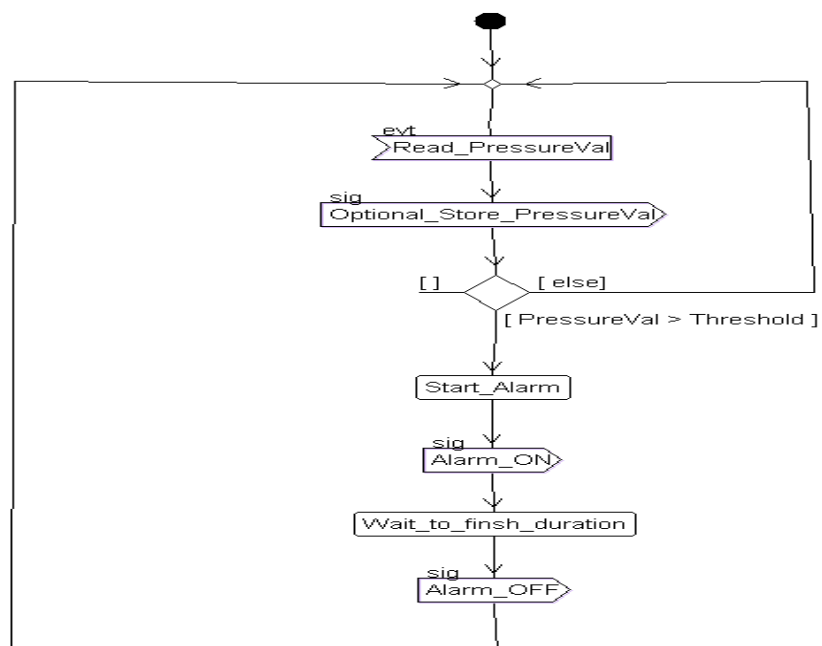 evt
Read_PressureVal
sig
Optional_Store_PressureVal
[ ]
[ else]
[ PressureVal > Threshold ]
Start_Alarm
sig
Alarm_ON
Wait_to_finsh_duration
sig
Alarm_OFF